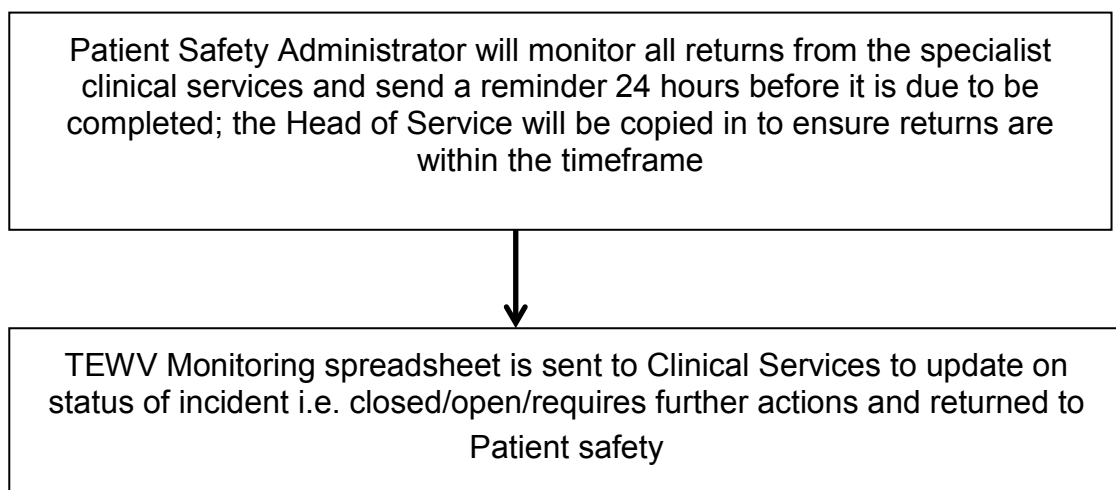 Patient Safety Administrator will monitor all returns from the specialist
clinical services and send a reminder 24 hours before it is due to be
completed; the Head of Service will be copied in to ensure returns are
within the timeframe
TEWV Monitoring spreadsheet is sent to Clinical Services to update on
status of incident i.e. closed/open/requires further actions and returned to
Patient safety